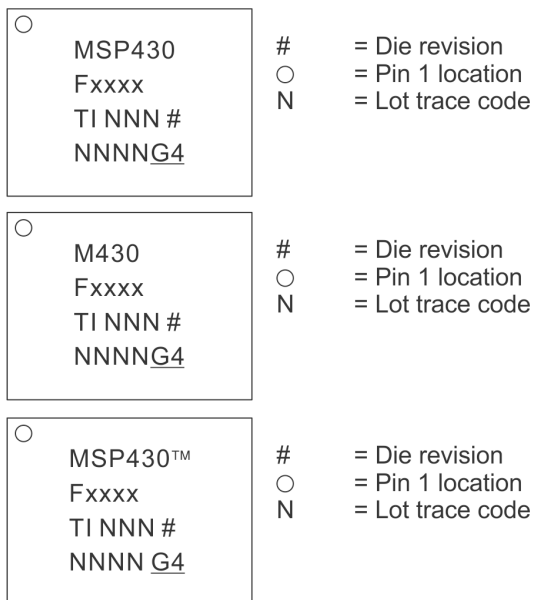 MSP430
Fxxxx
TI NNN #
NNNNG4
# = Die revision
○ = Pin 1 location
N = Lot trace code
M430
Fxxxx
TI NNN #
NNNNG4
# = Die revision
○ = Pin 1 location
N = Lot trace code
MSP430™
Fxxxx
TI NNN #
NNNN G4
# = Die revision
○ = Pin 1 location
N = Lot trace code